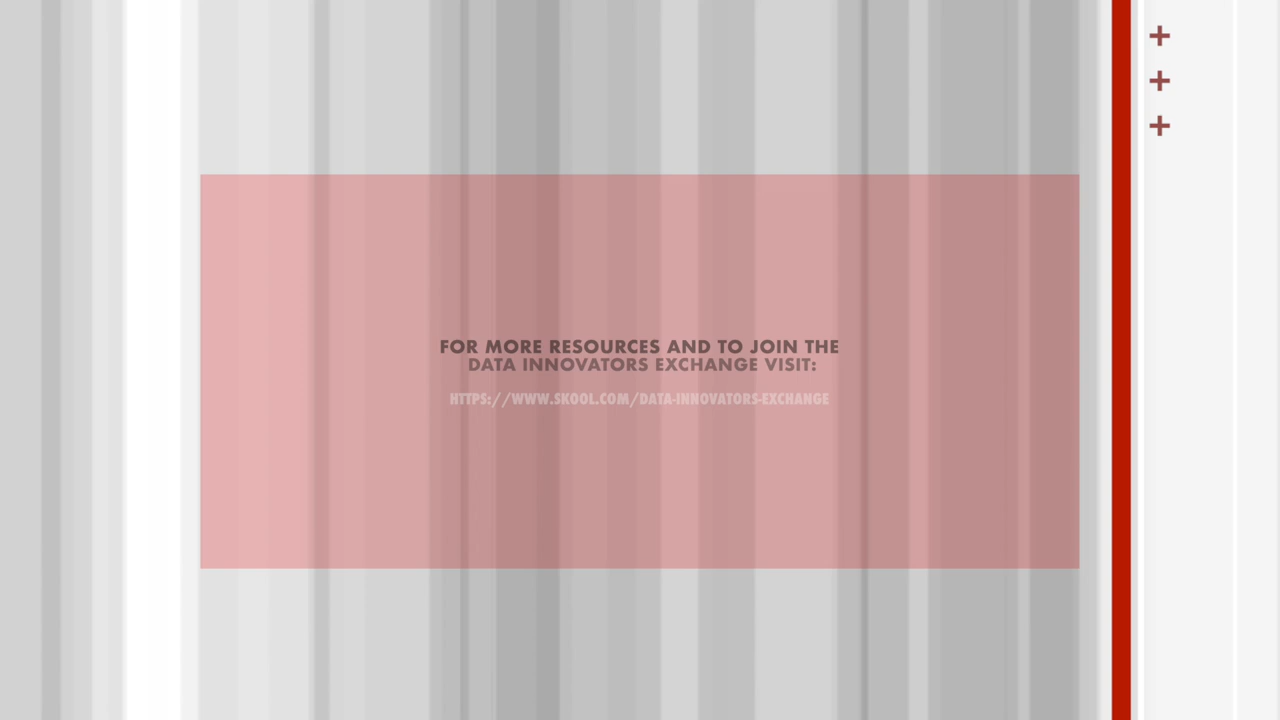 FOR MORE RESOURCES AND TO JOIN THE
DATA INNOVATORS EXCHANGE VISIT:
HTTPS://WWW.SKOOL.COM/DATA-INNOVATORS-EXCHANGE